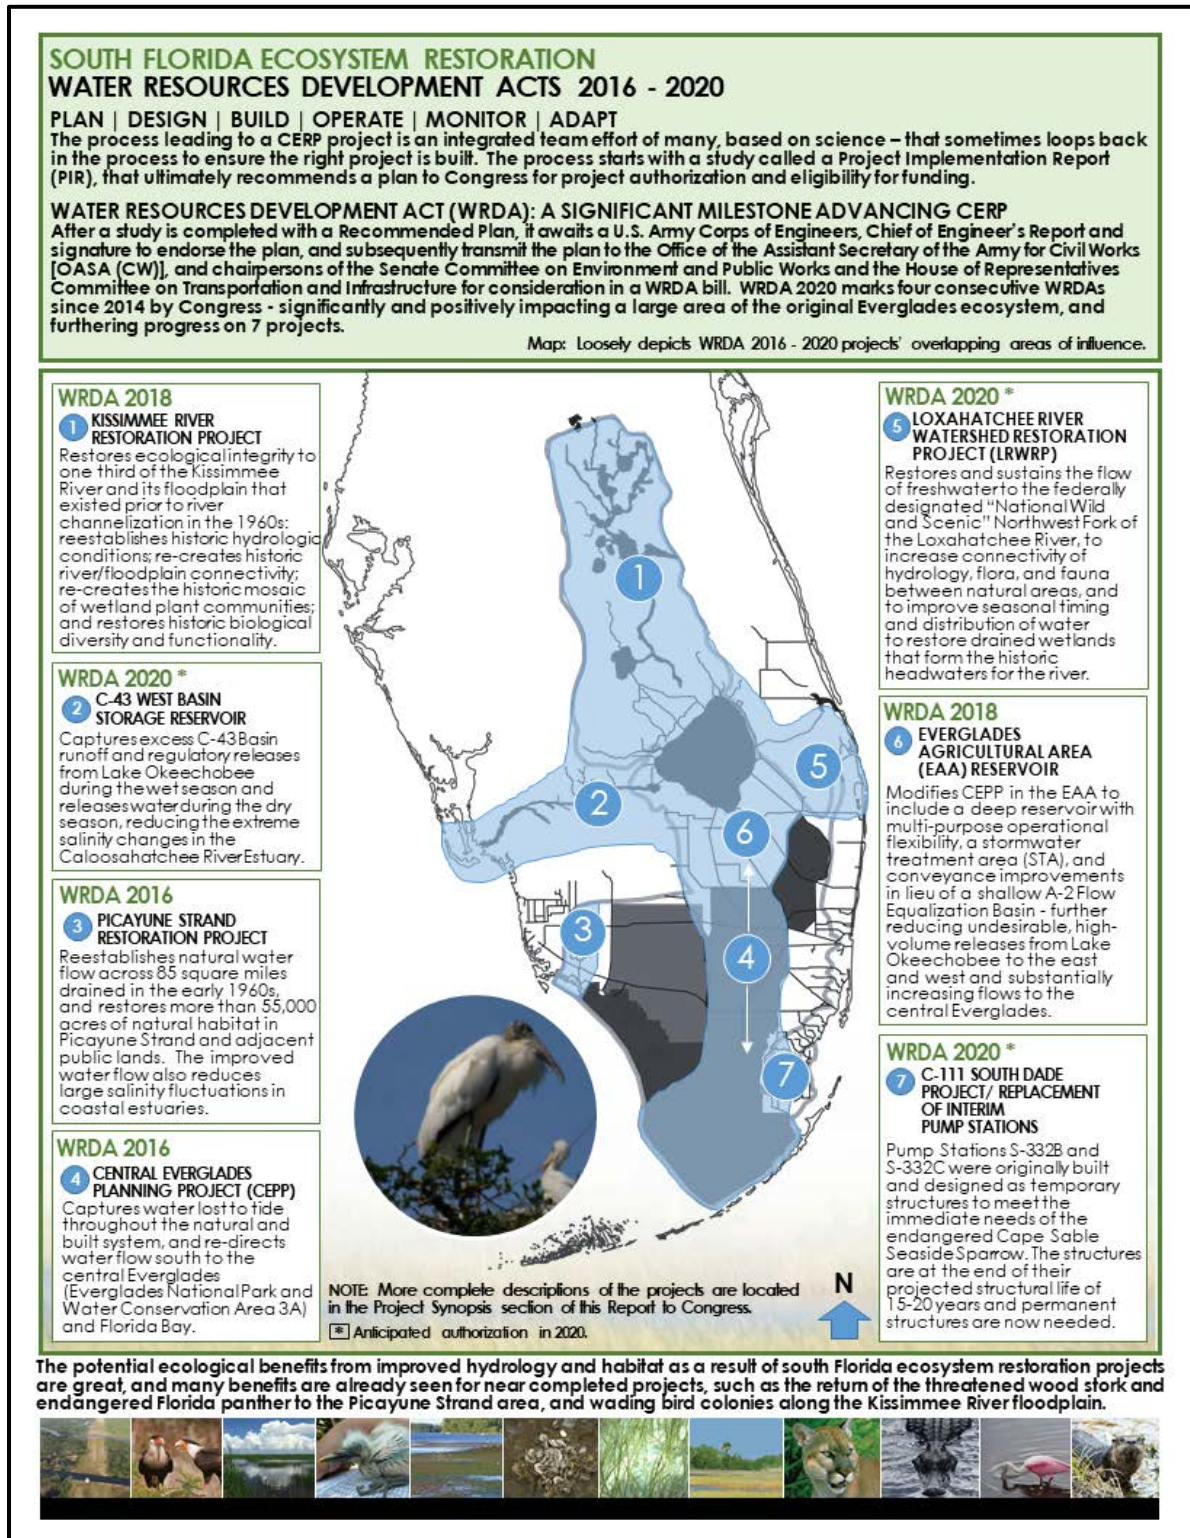 SOUTH FLORIDA ECOSYSTEM RESTORATION
WATER RESOURCES DEVELOPMENT ACTS 2016 - 2020
PLAN | DESIGN | BUILD | OPERATE | MONITOR | ADAPT
The process leading to a CERP project is an integrated team effort of many, based on science – that sometimes loops back
in the process to ensure the right project is built. The process starts with a study called a Project Implementation Report
(PIR), that ultimately recommends a plan to Congress for project authorization and eligibility for funding.
WATER RESOURCES DEVELOPMENT ACT (WRDA): A SIGNIFICANT MILESTONE ADVANCING CERP
After a study is completed with a Recommended Plan, it awaits a U.S. Army Corps of Engineers, Chief of Engineer's Report and
signature to endorse the plan, and subsequently transmit the plan to the Office of the Assistant Secretary of the Army for Civil Works
[OASA (CW)], and chairpersons of the Senate Committee on Environment and Public Works and the House of Representatives
Committee on Transportation and Infrastructure for consideration in a WRDA bill. WRDA 2020 marks four consecutive WRDAs
since 2014 by Congress - significantly and positively impacting a large area of the original Everglades ecosystem, and
furthering progress on 7 projects.
Map: Loosely depicts WRDA 2016 - 2020 projects' overlapping areas of influence.
WRDA 2018
1 KISSIMMEE RIVER
RESTORATION PROJECT
Restores ecological integrity to
one third of the Kissimmee
River and its floodplain that
existed prior to river
channelization in the 1960s:
reestablishes historic hydrologic
conditions; re-creates historic
river/floodplain connectivity;
re-creates the historic mosaic
of wetland plant communities;
and restores historic biological
diversity and functionality.
WRDA 2020 *
2 C-43 WEST BASIN
STORAGE RESERVOIR
Captures excess C-43 Basin
runoff and regulatory releases
from Lake Okeechobee
during the wet season and
releases water during the dry
season, reducing the extreme
salinity changes in the
Caloosahatchee River Estuary.
WRDA 2016
3 PICAYUNE STRAND
RESTORATION PROJECT
Reestablishes natural water
flow across 85 square miles
drained in the early 1960s,
and restores more than 55,000
acres of natural habitat in
Picayune Strand and adjacent
public lands. The improved
water flow also reduces
large salinity fluctuations in
coastal estuaries.
WRDA 2016
4 CENTRAL EVERGLADES
PLANNING PROJECT (CEPP)
Captures water lost to tide
throughout the natural and
built system, and re-directs
water flow south to the
central Everglades
(Everglades National Park and
Water Conservation Area 3A)
and Florida Bay.
1
2
3
4
5
6
7
NOTE: More complete descriptions of the projects are located
in the Project Synopsis section of this Report to Congress.
* Anticipated authorization in 2020.
N
WRDA 2020 *
5 LOXAHATCHEE RIVER
WATERSHED RESTORATION
PROJECT (LRWRP)
Restores and sustains the flow
of freshwater to the federally
designated "National Wild
and Scenic" Northwest Fork of
the Loxahatchee River, to
increase connectivity of
hydrology, flora, and fauna
between natural areas, and
to improve seasonal timing
and distribution of water
to restore drained wetlands
that form the historic
headwaters for the river.
WRDA 2018
6 EVERGLADES
AGRICULTURAL AREA
(EAA) RESERVOIR
Modifies CEPP in the EAA to
include a deep reservoir with
multi-purpose operational
flexibility, a stormwater
treatment area (STA), and
conveyance improvements
in lieu of a shallow A-2 Flow
Equalization Basin - further
reducing undesirable, high-
volume releases from Lake
Okeechobee to the east
and west and substantially
increasing flows to the
central Everglades.
WRDA 2020 *
7 C-111 SOUTH DADE
PROJECT/ REPLACEMENT
OF INTERIM
PUMP STATIONS
Pump Stations S-332B and
S-332C were originally built
and designed as temporary
structures to meet the
immediate needs of the
endangered Cape Sable
Seaside Sparrow. The structures
are at the end of their
projected structural life of
15-20 years and permanent
structures are now needed.
The potential ecological benefits from improved hydrology and habitat as a result of south Florida ecosystem restoration projects
are great, and many benefits are already seen for near completed projects, such as the return of the threatened wood stork and
endangered Florida panther to the Picayune Strand area, and wading bird colonies along the Kissimmee River floodplain.